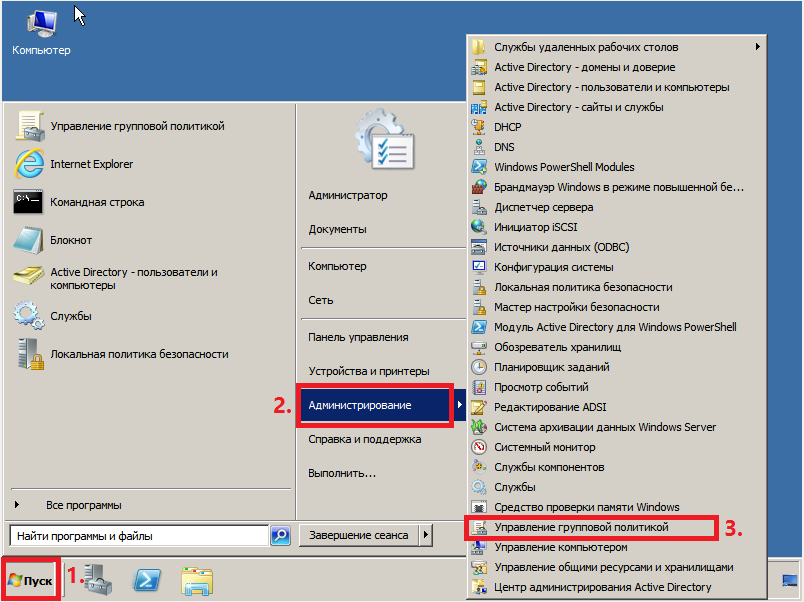 Компьютер
Управление групповой политикой
Internet Explorer
C:\_
Командная строка
Блокнот
Active Directory - пользователи и
компьютеры
Службы
Локальная политика безопасности
Все программы
Найти программы и файлы
Администратор
Документы
Компьютер
Сеть
Панель управления
Устройства и принтеры
2.
Администрирование
Справка и поддержка
Выполнить...
Завершение сеанса
Службы удаленных рабочих столов
Active Directory - домены и доверие
Active Directory - пользователи и компьютеры
Active Directory - сайты и службы
DHCP
DNS
Windows PowerShell Modules
Брандмауэр Windows в режиме повышенной бе...
Диспетчер сервера
Инициатор iSCSI
Источники данных (ODBC)
Конфигурация системы
Локальная политика безопасности
Мастер настройки безопасности
Модуль Active Directory для Windows PowerShell
Обозреватель хранилищ
Планировщик заданий
Просмотр событий
Редактирование ADSI
Система архивации данных Windows Server
Системный монитор
Службы компонентов
Службы
Средство проверки памяти Windows
Управление групповой политикой
3.
Управление компьютером
Управление общими ресурсами и хранилищами
Центр администрирования Active Directory
Пуск
1.